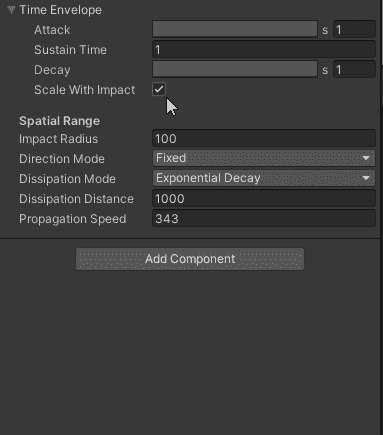 Time Envelope
Attack s 1
Sustain Time 1
Decay s 1
Scale With Impact
Spatial Range
Impact Radius 100
Direction Mode Fixed
Dissipation Mode Exponential Decay
Dissipation Distance 1000
Propagation Speed 343
Add Component